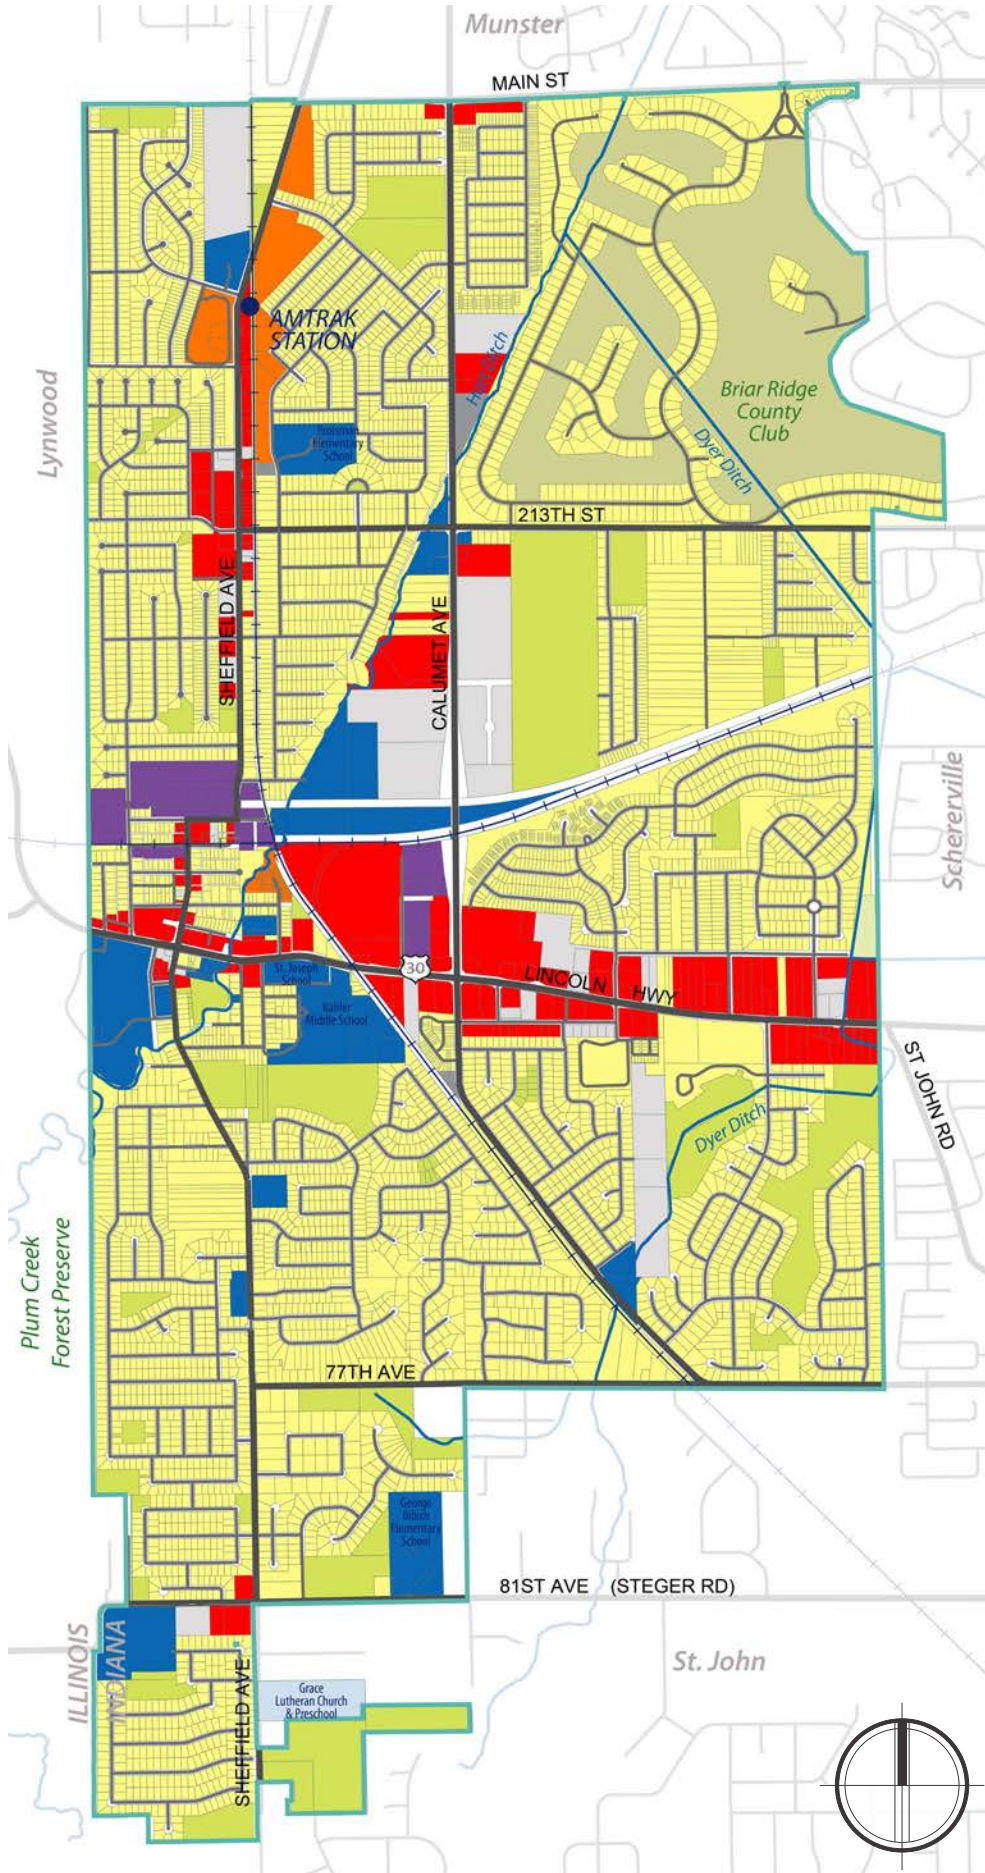 Munster
MAIN ST
AMTRAK
STATION
Hart Ditch
Lynwood
Briar Ridge
County
Club
Protsman
Elementary
School
Dyer Ditch
213TH ST
SHEFFIELD AVE
CALUMET AVE
Schererville
30
LINCOLN HWY
St. Joseph
School
Kahler
Middle School
ST JOHN RD
Dyer Ditch
Plum Creek
Forest Preserve
77TH AVE
George
Bibich
Elementary
School
81ST AVE (STEGER RD)
ILLINOIS
INDIANA
St. John
SHEFFIELD AVE
Grace
Lutheran Church
& Preschool